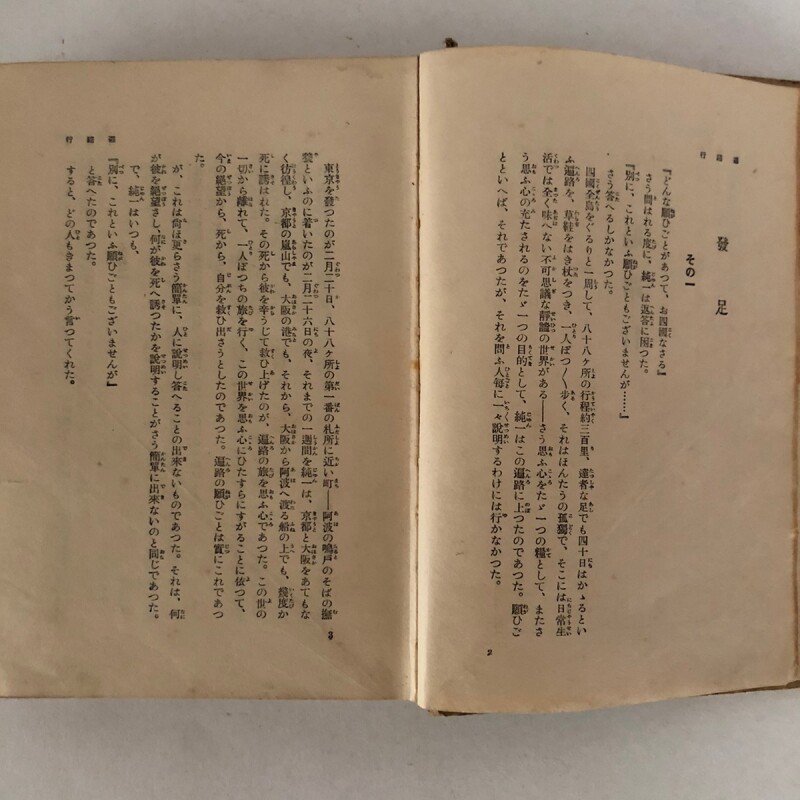 遍路行
發足
その一
『どんな願ひごとがあつて、お四國なさる』
さう問はれる度に、純一は返答に困つた。
『別に、これといふ願ひごともございませんが……』
さう答へるしかなかつた。
四國全島をぐるりと一周して、八十八ケ所の行程約三百里、達者な足でも四十日はかゝるとい
ふ遍路を、草鞋をはき杖をつき、一人ぽつ〳〵歩く、それはほんたうの孤獨で、そこには日常生
活では全く味へない不可思議な靜謐の世界がある――さう思ふ心をたゞ一つの糧として、またさ
う思ふ心の充たされるのをたゞ一つの目的として、純一はこの遍路に上つたのであつた。願ひご
とといへば、それであつたが、それを問ふ人毎に一々説明するわけには行かなかつた。
2
遍路行
東京を發つたのが二月二十日、八十八ケ所の第一番の札所に近い町――阿波の鳴戸のそばの撫
養といふのに着いたのが二月二十六日の夜、それまでの一週間を純一は、京都と大阪をあてもな
く彷徨し、京都の嵐山でも、大阪の港でも、それから、大阪から阿波へ渡る船の上でも、幾度か
死に誘はれた。その死から彼を辛うじて救ひ上げたのが、遍路の旅を思ふ心であつた。この世の
一切から離れて、一人ぽつちの旅を行く、この世界を思ふ心にひたすらにすがることに依つて、
今の絶望から、死から、自分を救ひ出さうとしたのであつた。遍路の願ひごとは實にこれであつ
た。
が、これは尚ほ更らさう簡單に、人に説明し答へることの出來ないものであつた。それは、何
が彼を絶望さし、何が彼を死へ誘つたかを説明することがさう簡單に出來ないのと同じであつた。
で、純一はいつも、
『別に、これといふ願ひごともございませんが』
と答へたのであつた。
すると、どの人もきまつてかう言つてくれた。
3